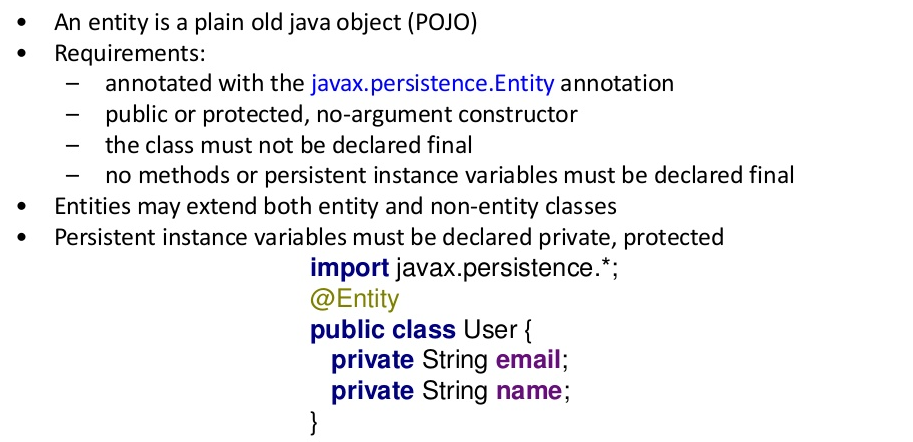 • An entity is a plain old java object (POJO)
• Requirements:
– annotated with the javax.persistence.Entity annotation
– public or protected, no-argument constructor
– the class must not be declared final
– no methods or persistent instance variables must be declared final
• Entities may extend both entity and non-entity classes
• Persistent instance variables must be declared private, protected
import javax.persistence.*;
@Entity
public class User {
private String email;
private String name;
}